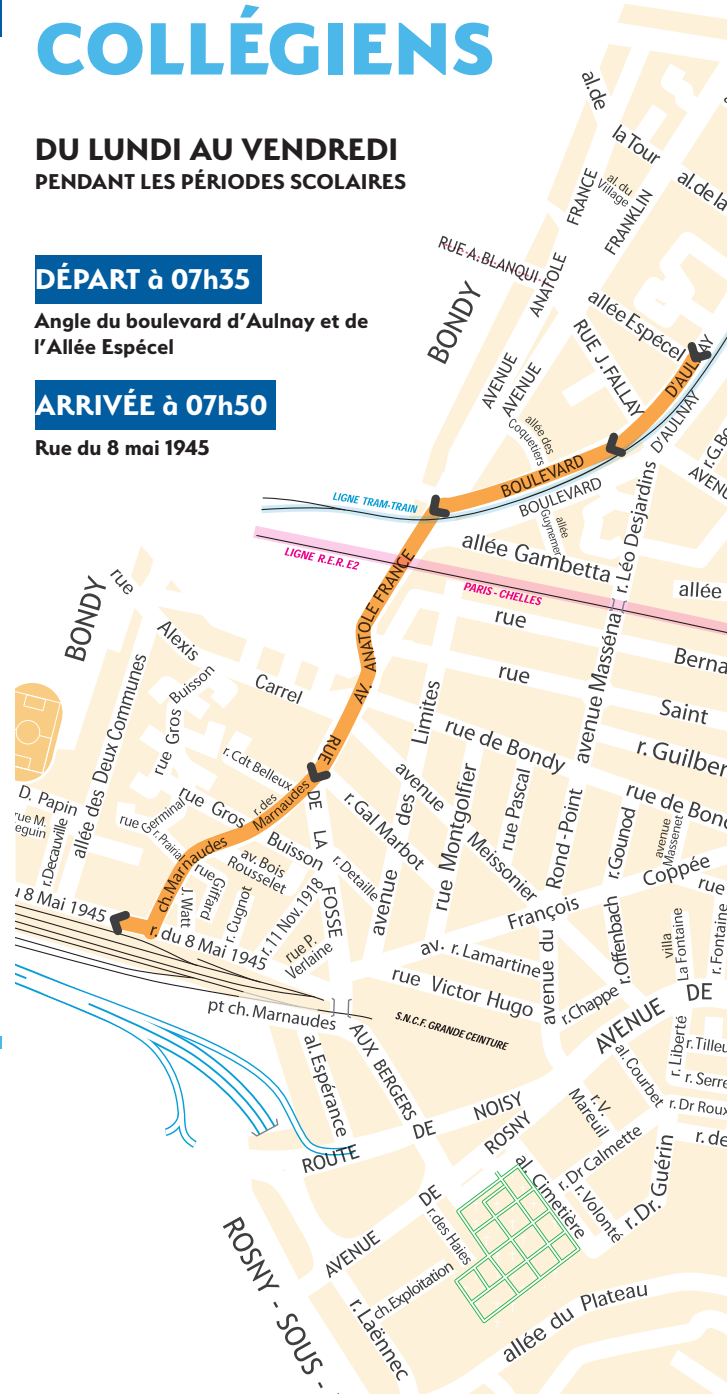 COLLÉGIENS
DU LUNDI AU VENDREDI
PENDANT LES PÉRIODES SCOLAIRES
DÉPART à 07h35
Angle du boulevard d'Aulnay et de
l'Allée Espécel
ARRIVÉE à 07h50
Rue du 8 mai 1945
al.de
la Tour
al. du
Village
al.de la
FRANCE
FRANKLIN
RUE A. BLANQUI
ANATOLE
BONDY
allée Espécel
RUE J. FALLAY
D'AULNAY
D'AULNAY
AVENUE
AVENUE
allée des
Coquetiers
BOULEVARD
BOULEVARD
allée
Guynemer
r. Léo Desjardins
LIGNE TRAM-TRAIN
LIGNE R.E.R. E2
allée Gambetta
PARIS - CHELLES
allée
rue
rue
Saint
BONDY
rue
Alexis
Carrel
AV. ANATOLE FRANCE
RUE
avenue Masséna
r. Guilber
rue de Bondy
allée des Deux Communes
rue Gros
Buisson
Limites
des
avenue
avenue
Meissonier
rue Montgolfier
rue Pascal
Rond-Point
avenue du
r. Cdt Belleux
r. des
Marnaudes
rue Gros
Buisson
DE LA
FOSSE
r. Gal Marbot
r. Detaille
D. Papin
rue M.
eguin
r. Decauville
rue Germinal
r. Prairial
ch. Marnaudes
av. Bois
Rousselet
rue Giffard
J. Watt
r. Cugnot
r. 11 Nov. 1918
rue P.
Verlaine
8 Mai 1945
r. du 8 Mai 1945
r. Gounod
avenue
Massenet
François
Coppée
rue
r. Offenbach
villa
La Fontaine
r. Fontaine
av. r. Lamartine
rue Victor Hugo
r. Chappe
pt ch. Marnaudes
S.N.C.F. GRANDE CEINTURE
AVENUE
DE
al. Espérance
AUX BERGERS
r. Liberté
r. Tilleu
r. Serre
r. Dr Roux
r. de
al. Courbet
r. V.
Mareuil
ROUTE
DE
NOISY
AVENUE
DE
ROSNY
al. Cimetière
r. Dr Calmette
r. Volonté
r. Dr. Guérin
r. des Haies
ch. Exploitation
r. Laënnec
ROSNY - SOUS -
allée du Plateau